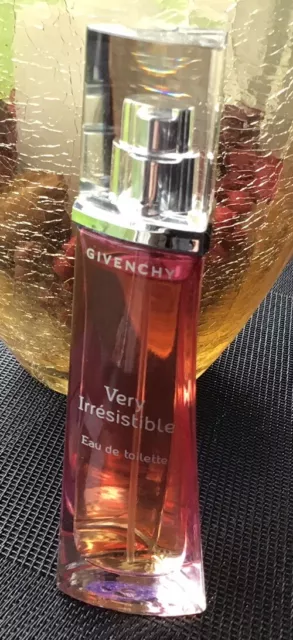 GIVENCHY
Very
Irrésistible
Eau de toilette